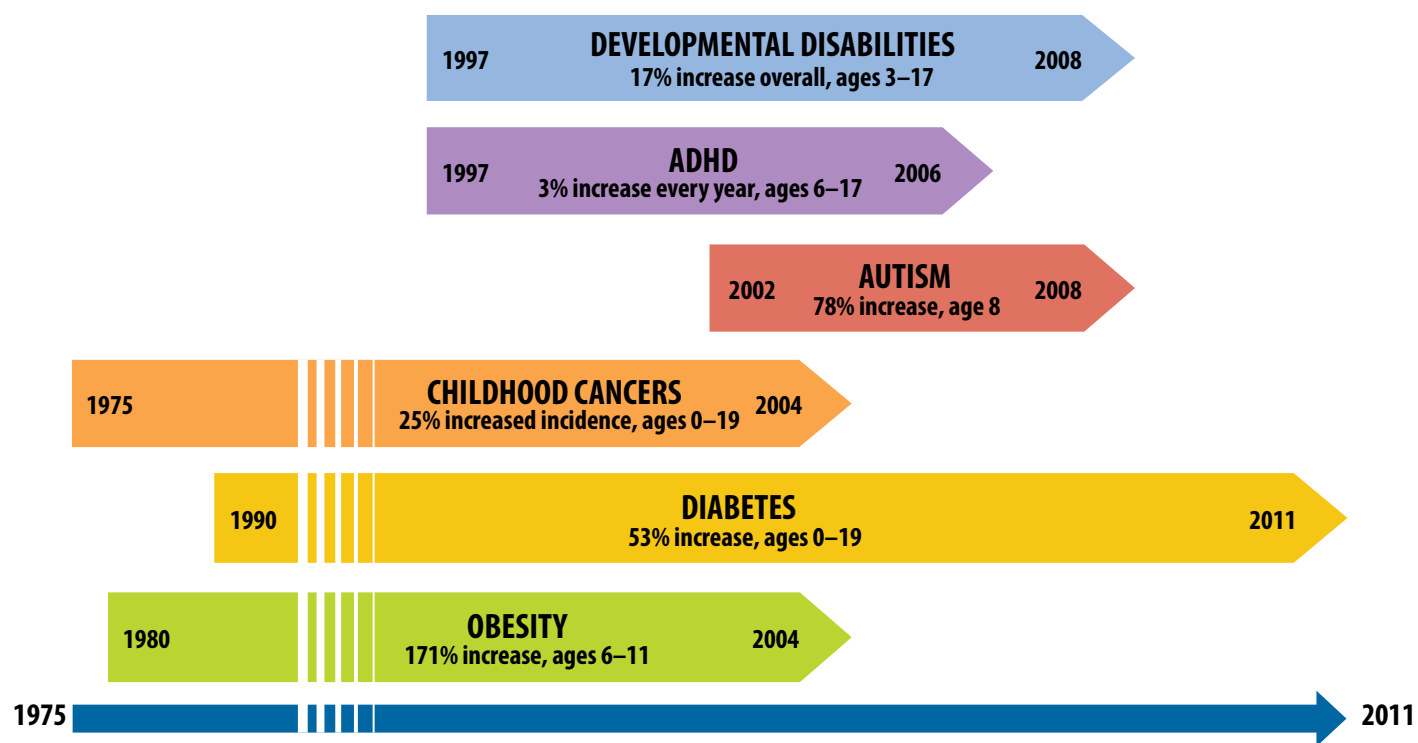 1997 DEVELOPMENTAL DISABILITIES 2008
17% increase overall, ages 3–17
1997 ADHD 2006
3% increase every year, ages 6–17
2002 AUTISM 2008
78% increase, age 8
1975 CHILDHOOD CANCERS 2004
25% increased incidence, ages 0–19
1990 DIABETES 2011
53% increase, ages 0–19
1980 OBESITY 2004
171% increase, ages 6–11
1975 2011